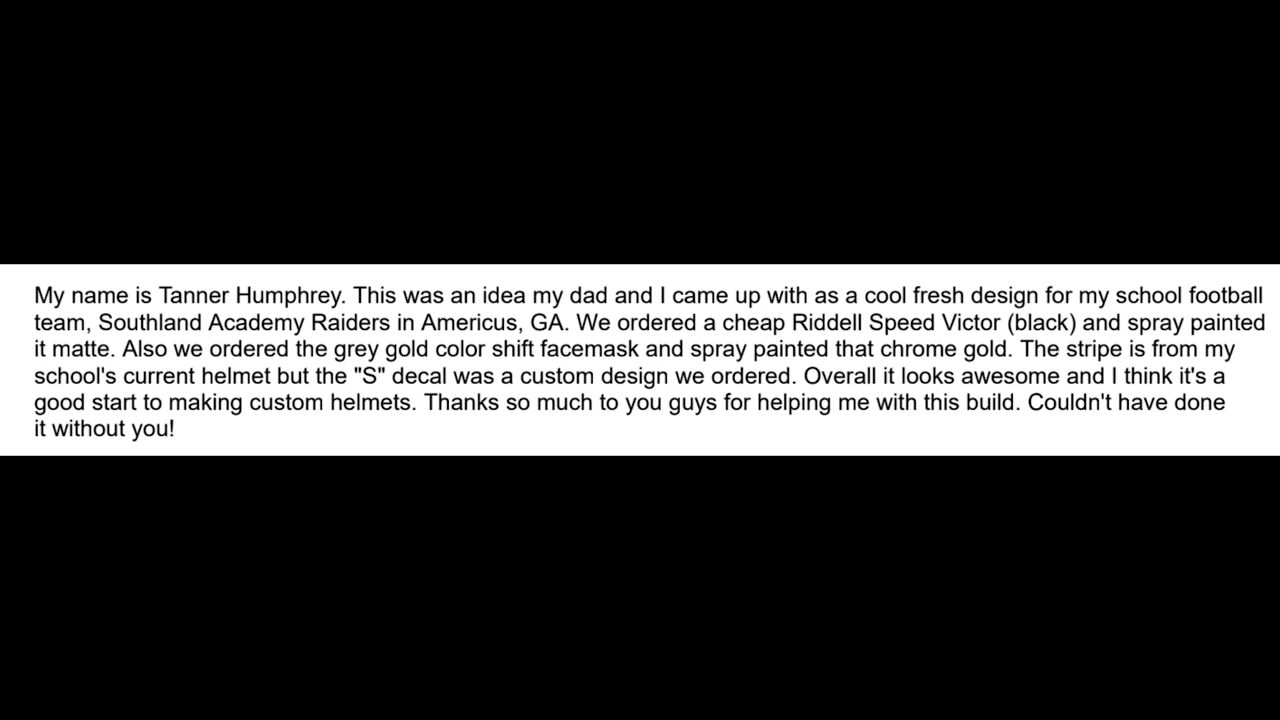 My name is Tanner Humphrey. This was an idea my dad and I came up with as a cool fresh design for my school football
team, Southland Academy Raiders in Americus, GA. We ordered a cheap Riddell Speed Victor (black) and spray painted
it matte. Also we ordered the grey gold color shift facemask and spray painted that chrome gold. The stripe is from my
school's current helmet but the "S" decal was a custom design we ordered. Overall it looks awesome and I think it's a
good start to making custom helmets. Thanks so much to you guys for helping me with this build. Couldn't have done
it without you!